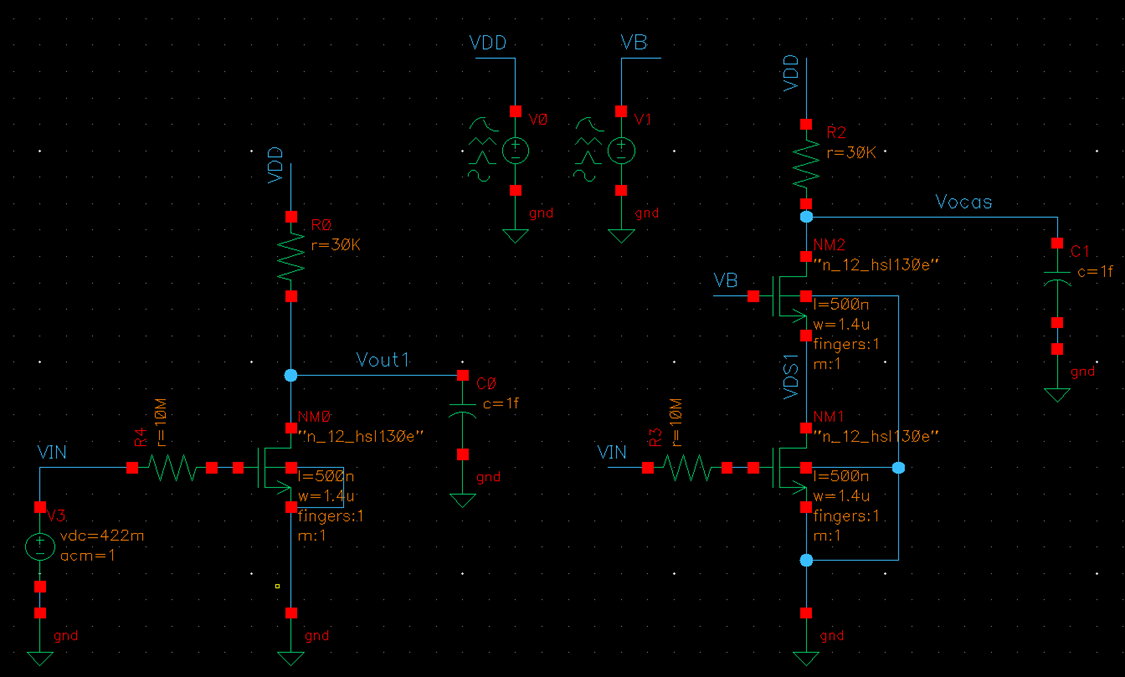 VDD
VB
V0
V1
gnd
gnd
VDD
R0
r=30K
Vout1
C0
c=1f
gnd
NM0
"n_12_hsl130e"
l=500n
w=1.4u
fingers:1
m:1
gnd
VIN
R4
r=10M
V3
vdc=422m
acm=1
gnd
VDD
R2
r=30K
Vocas
C1
c=1f
gnd
NM2
"n_12_hsl130e"
VB
l=500n
w=1.4u
fingers:1
m:1
VDS1
NM1
"n_12_hsl130e"
VIN
R3
r=10M
l=500n
w=1.4u
fingers:1
m:1
gnd